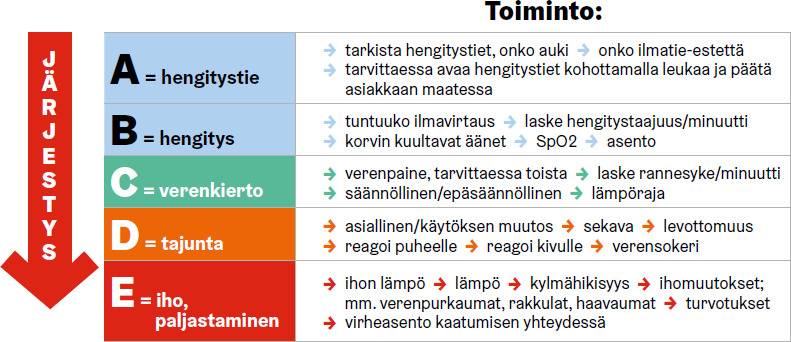 Toiminto:
JÄRJESTYS
A = hengitystie
→ tarkista hengitystiet, onko auki → onko ilmatie-estettä
→ tarvittaessa avaa hengitystiet kohottamalla leukaa ja päätä
asiakkaan maatessa
B = hengitys
→ tuntuuko ilmavirtaus → laske hengitystaajuus/minuutti
→ korvin kuultavat äänet → SpO2 → asento
C = verenkierto
→ verenpaine, tarvittaessa toista → laske rannesyke/minuutti
→ säännöllinen/epäsäännöllinen → lämpöraja
D = tajunta
→ asiallinen/käytöksen muutos → sekava → levottomuus
→ reagoi puheelle → reagoi kivulle → verensokeri
E = iho,
paljastaminen
→ ihon lämpö → lämpö → kylmähikisyys → ihomuutokset;
mm. verenpurkaumat, rakkulat, haavaumat → turvotukset
→ virheasento kaatumisen yhteydessä